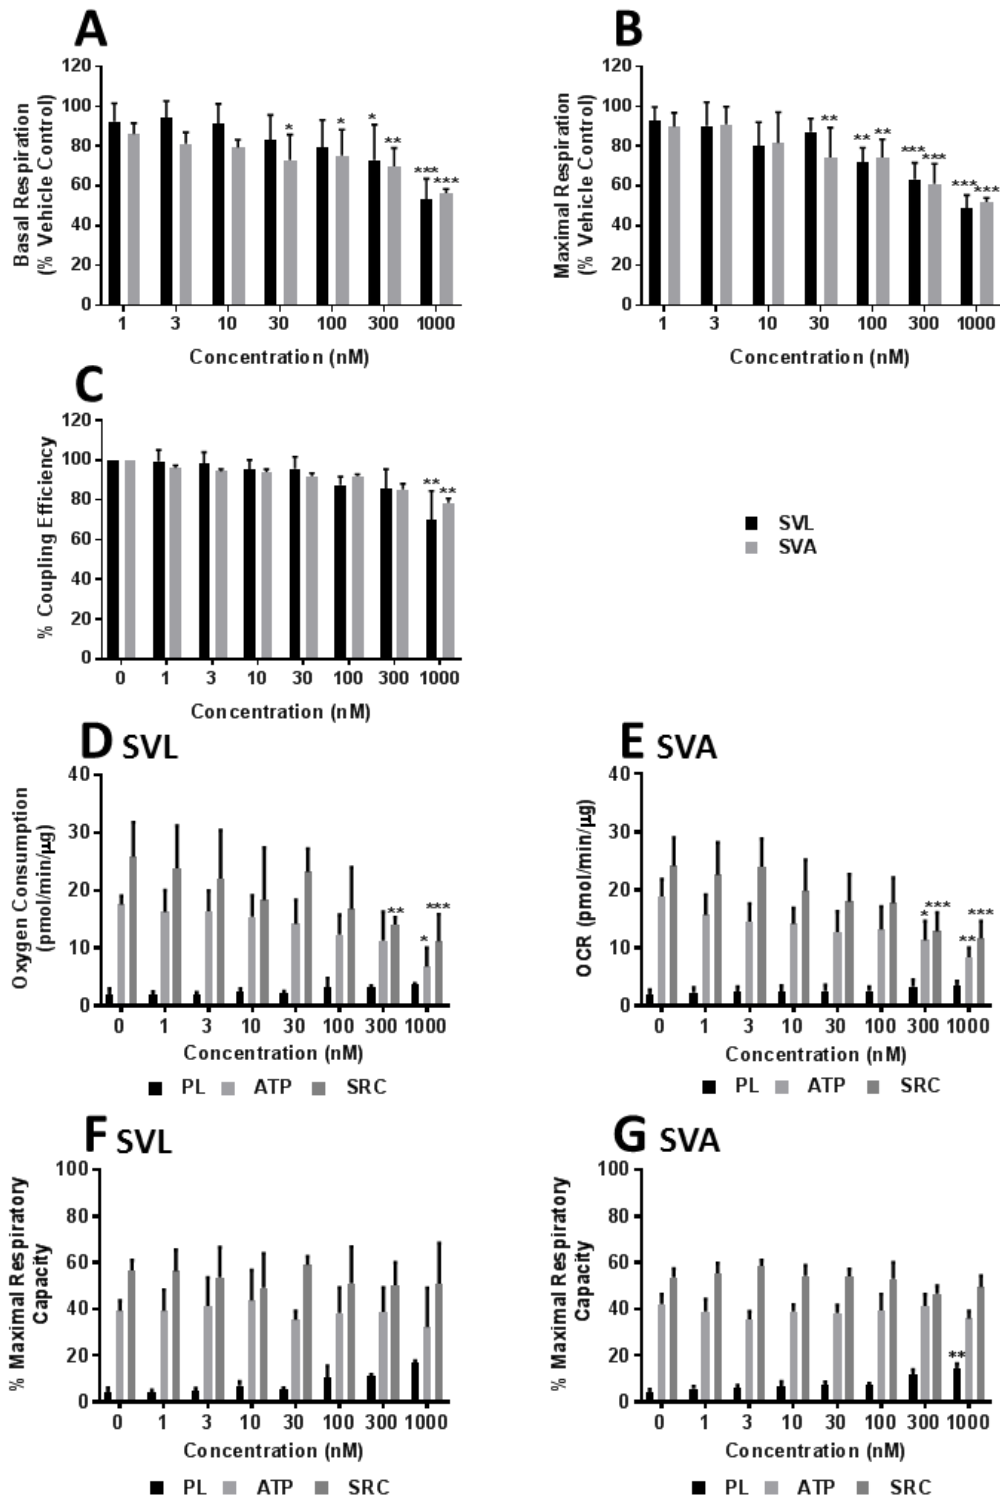 A
120
100
80
60
40
20
0
Basal Respiration
(% Vehicle Control)
* * * ** *** ***
1 3 10 30 100 300 1000
Concentration (nM)
B
120
100
80
60
40
20
0
Maximal Respiration
(% Vehicle Control)
** ** ** *** *** *** ***
1 3 10 30 100 300 1000
Concentration (nM)
C
120
100
80
60
40
20
0
% Coupling Efficiency
** **
0 1 3 10 30 100 300 1000
Concentration (nM)
SVL
SVA
D SVL
40
30
20
10
0
Oxygen Consumption
(pmol/min/µg)
** * ***
0 1 3 10 30 100 300 1000
Concentration (nM)
PL ATP SRC
E SVA
40
30
20
10
0
OCR (pmol/min/µg)
* *** ** ***
0 1 3 10 30 100 300 1000
Concentration (nM)
PL ATP SRC
F SVL
100
80
60
40
20
0
% Maximal Respiratory
Capacity
0 1 3 10 30 100 300 1000
Concentration (nM)
PL ATP SRC
G SVA
100
80
60
40
20
0
% Maximal Respiratory
Capacity
**
0 1 3 10 30 100 300 1000
Concentration (nM)
PL ATP SRC